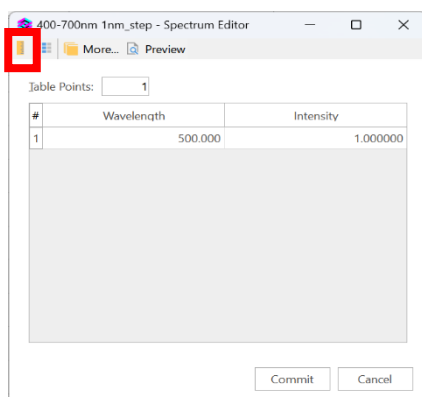 400-700nm 1nm_step - Spectrum Editor
More... Preview
Table Points: 1
# Wavelength Intensity
1 500.000 1.000000
Commit Cancel